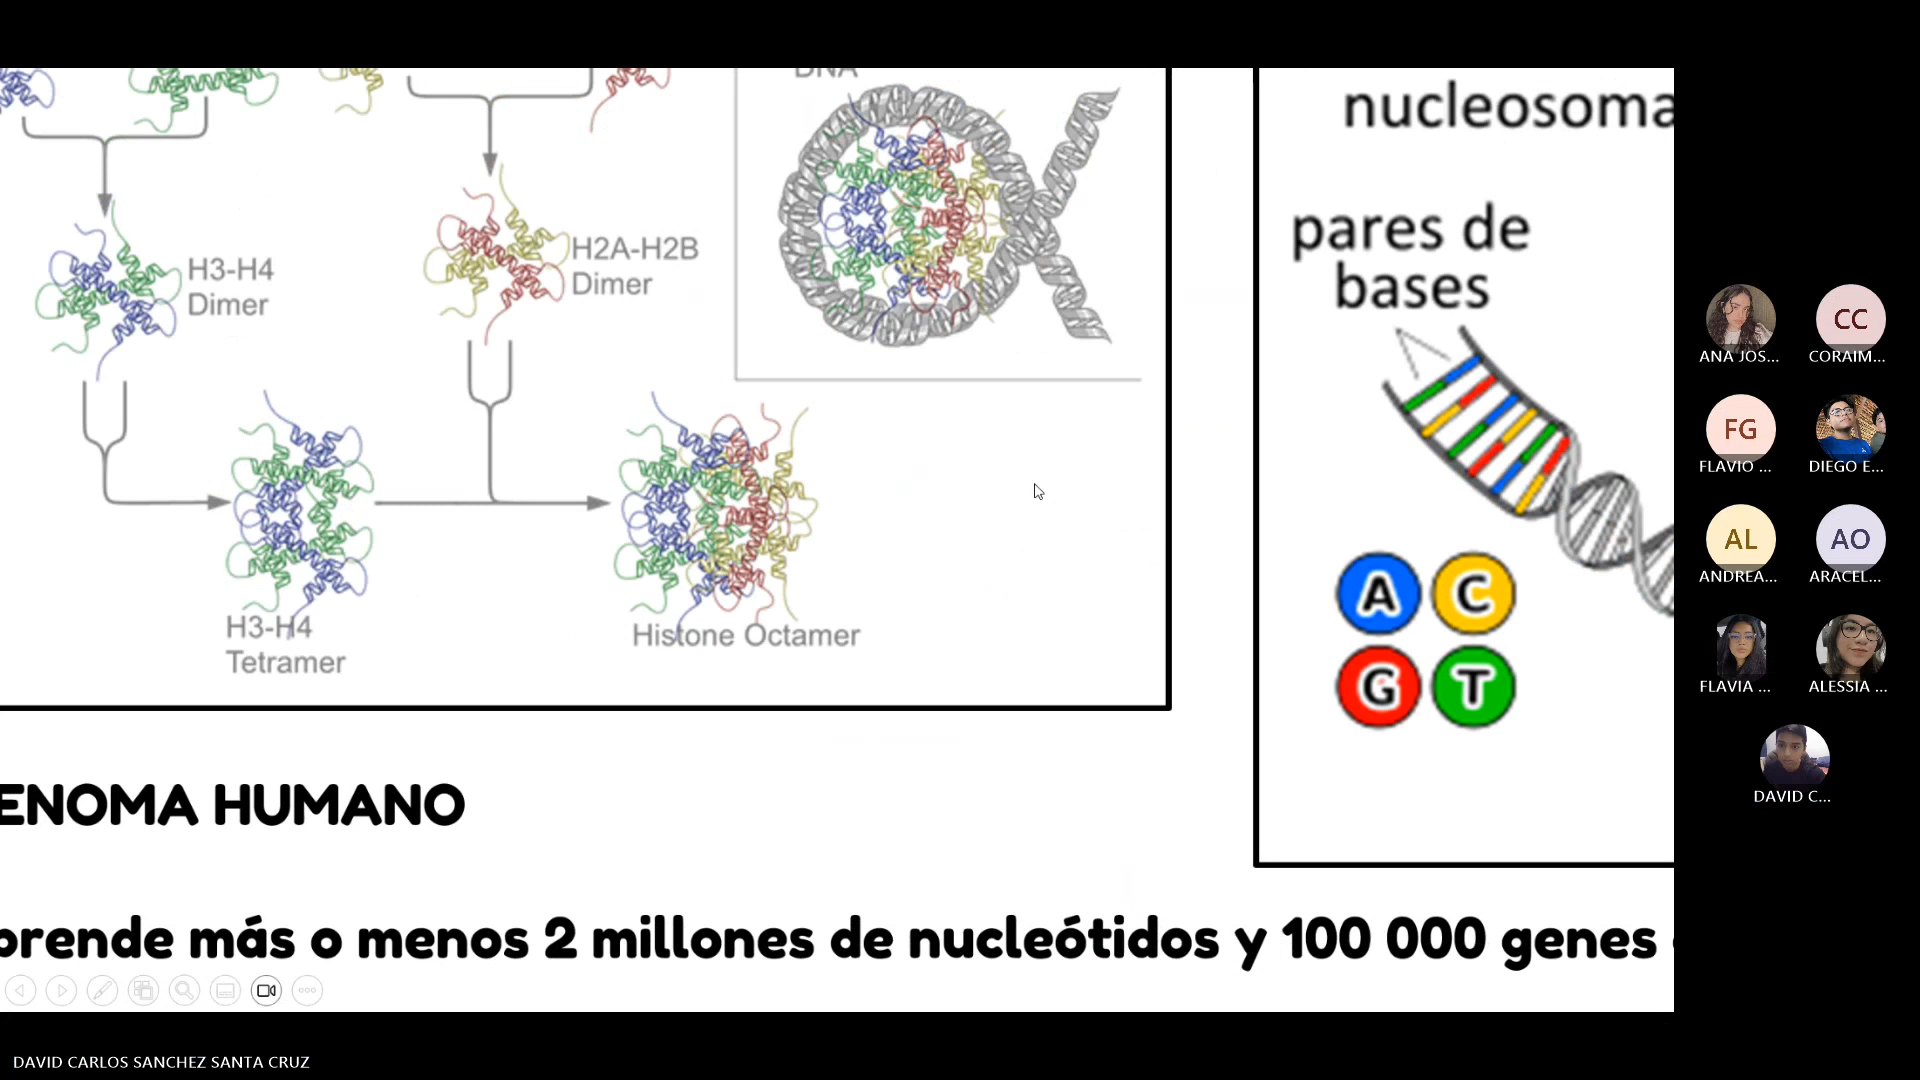 DNA
nucleosoma
pares de
bases
H3-H4
Dimer
H2A-H2B
Dimer
H3-H4
Tetramer
Histone Octamer
A
C
G
T
ENOMA HUMANO
prende más o menos 2 millones de nucleótidos y 100 000 genes
ANA JOS...
CC
CORAIM...
FG
FLAVIO ...
DIEGO E...
AL
ANDREA...
AO
ARACEL...
FLAVIA ...
ALESSIA ...
DAVID C...
DAVID CARLOS SANCHEZ SANTA CRUZ